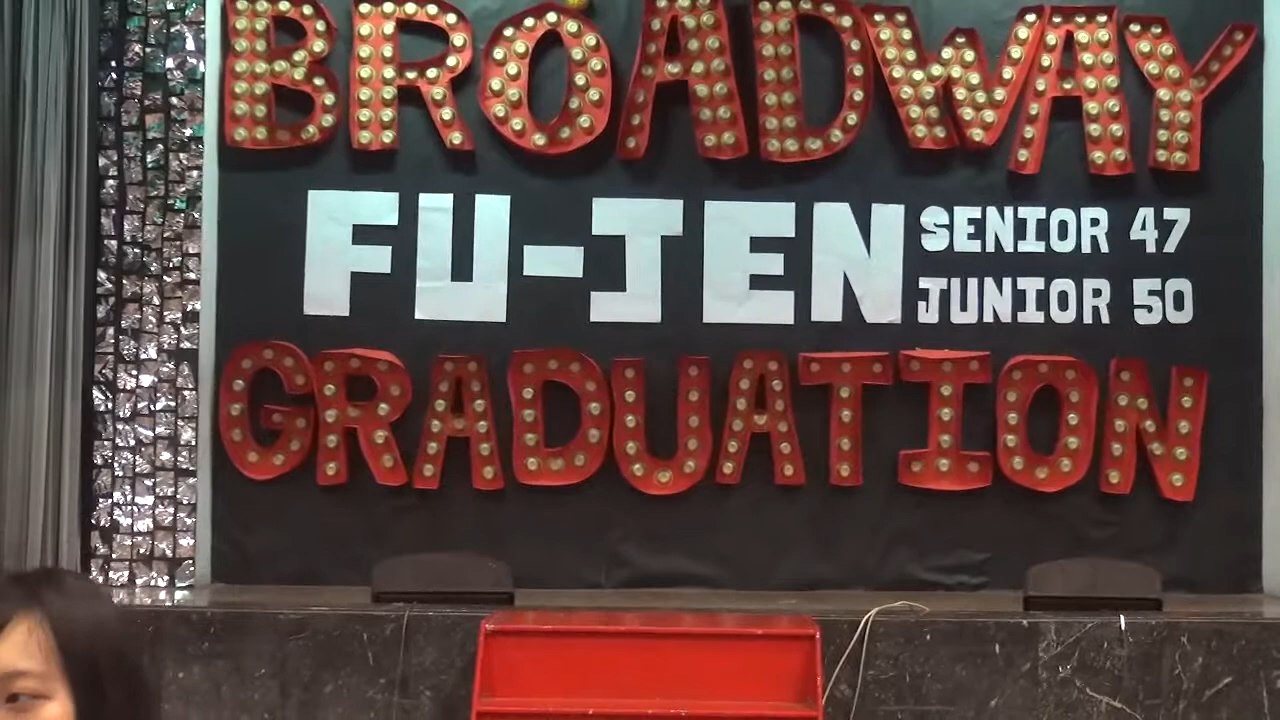 BROADWAY
FU-JEN
SENIOR 47
JUNIOR 50
GRADUATION